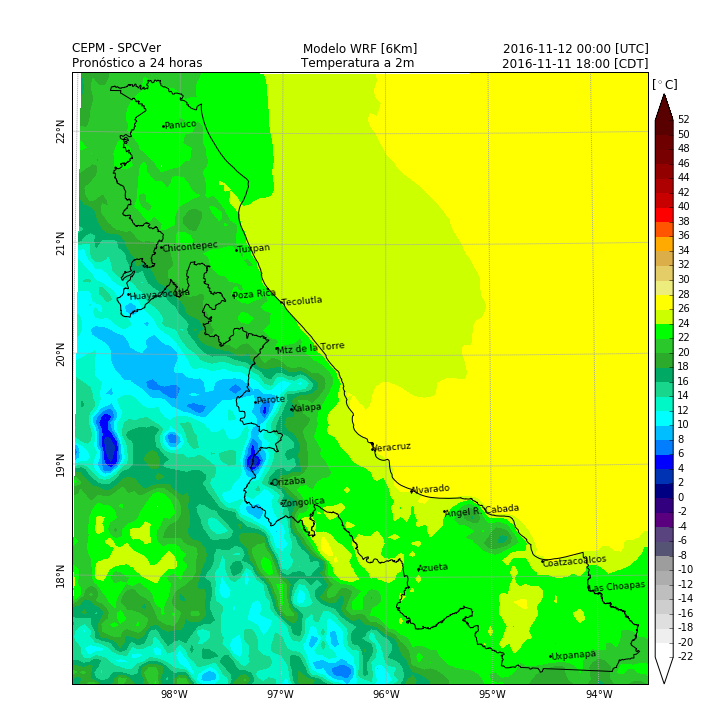 CEPM - SPCVer Modelo WRF [6Km] 2016-11-12 00:00 [UTC]
Pronóstico a 24 horas Temperatura a 2m 2016-11-11 18:00 [CDT]
[°C]
52
50
48
46
44
42
40
38
36
34
32
30
28
26
24
22
20
18
16
14
12
10
8
6
4
2
0
-2
-4
-6
-8
-10
-12
-14
-16
-18
-20
-22
22°N
21°N
20°N
19°N
18°N
Panuco
Chicontepec
Tuxpan
Huayacocotla
Poza Rica
Tecolutla
Mtz de la Torre
Perote
Xalapa
Veracruz
Orizaba
Alvarado
Zongolica
Angel R. Cabada
Azueta
Coatzacoalcos
Las Choapas
Uxpanapa
98°W 97°W 96°W 95°W 94°W